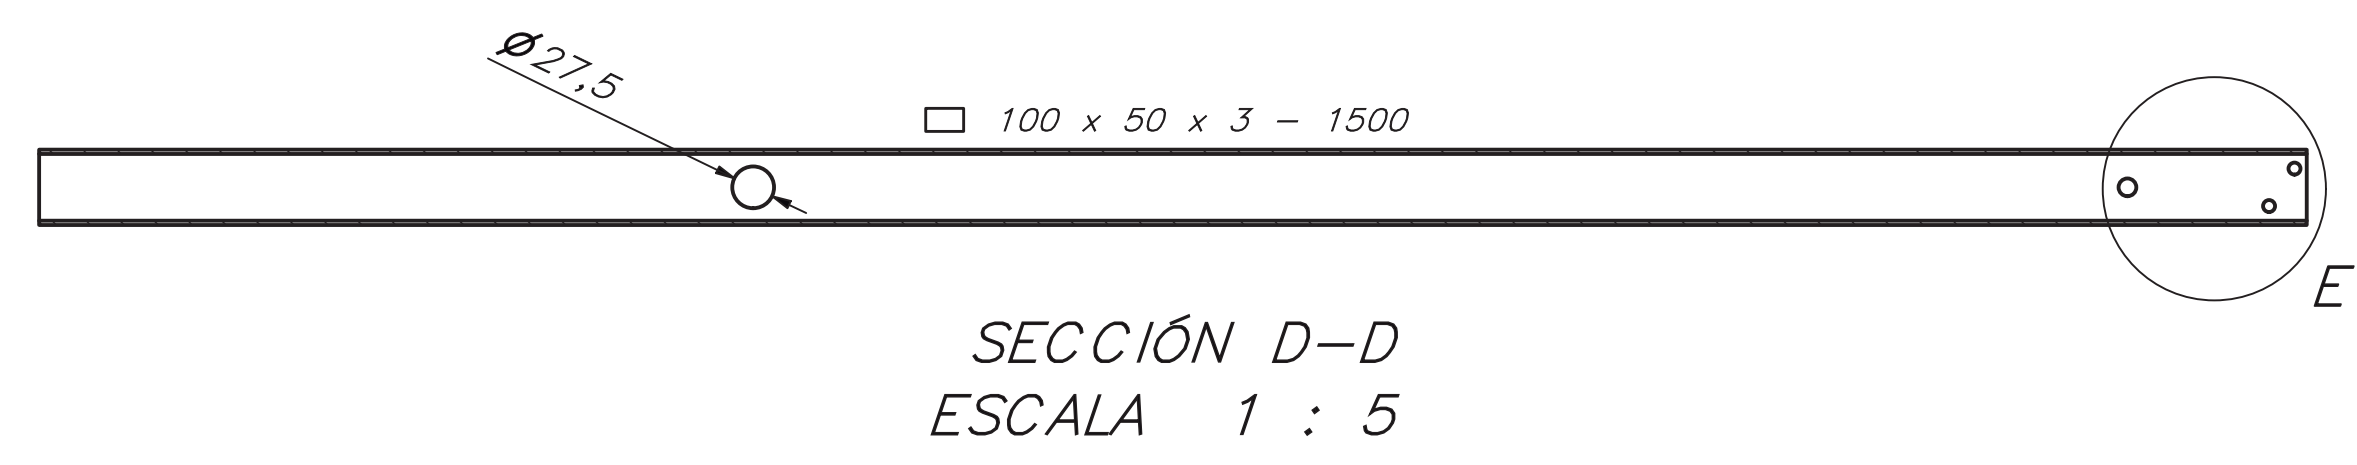 Ø27,5
▭ 100 x 50 x 3 - 1500
E
SECCIÓN D-D
ESCALA 1 : 5